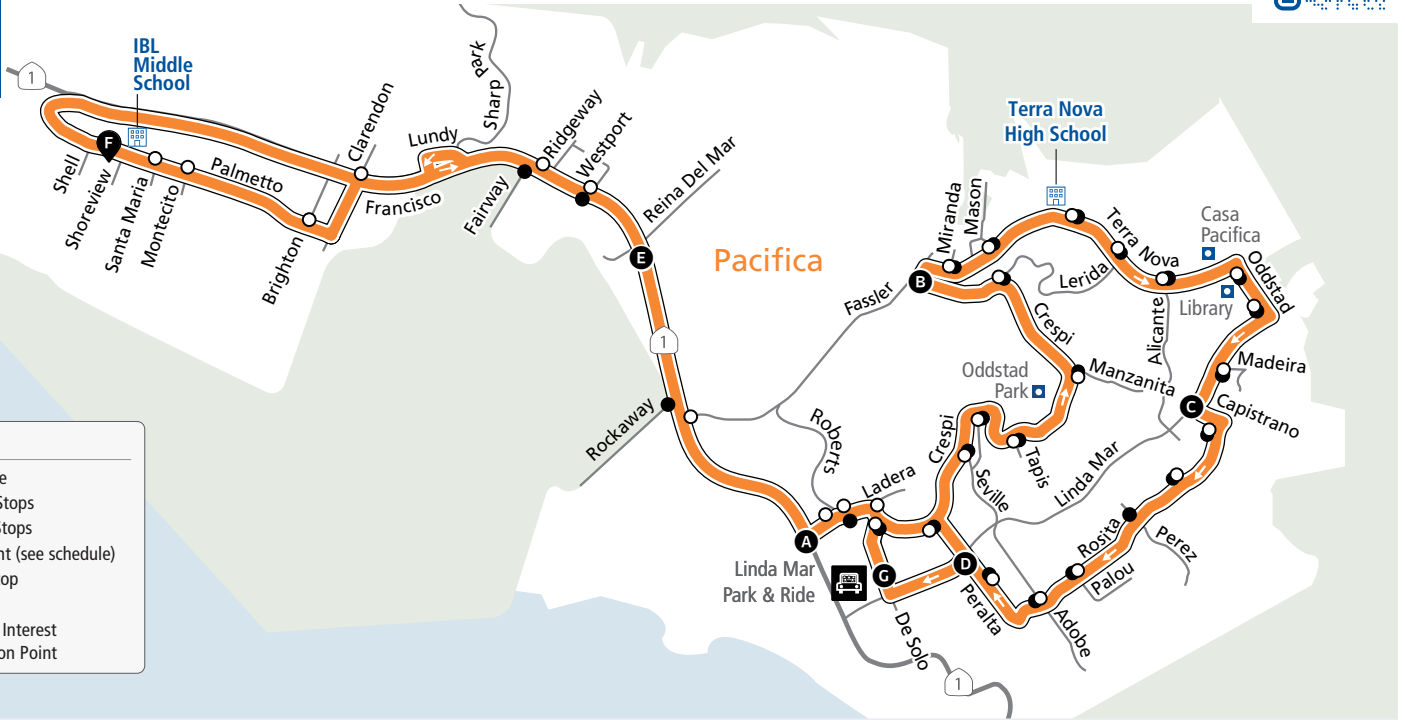 1
IBL
Middle
School
F
Shell
Shoreview
Santa Maria
Montecito
Palmetto
Brighton
Clarendon
Francisco
Lundy
Sharp Park
Fairway
Ridgeway
Westport
Reina Del Mar
E
Pacifica
1
Rockaway
Fassler
Roberts
Ladera
A
Linda Mar
Park & Ride
G
D
De Solo
1
Peralta
Crespi
Seville
Tapis
Oddstad
Park
Crespi
Manzanita
Linda Mar
B
Miranda
Mason
Terra Nova
High School
Lerida
Terra Nova
Alicante
Casa
Pacifica
Library
Oddstad
Madeira
C
Capistrano
Rosita
Perez
Palou
Adobe
e
Stops
Stops
nt (see schedule)
top
Interest
on Point